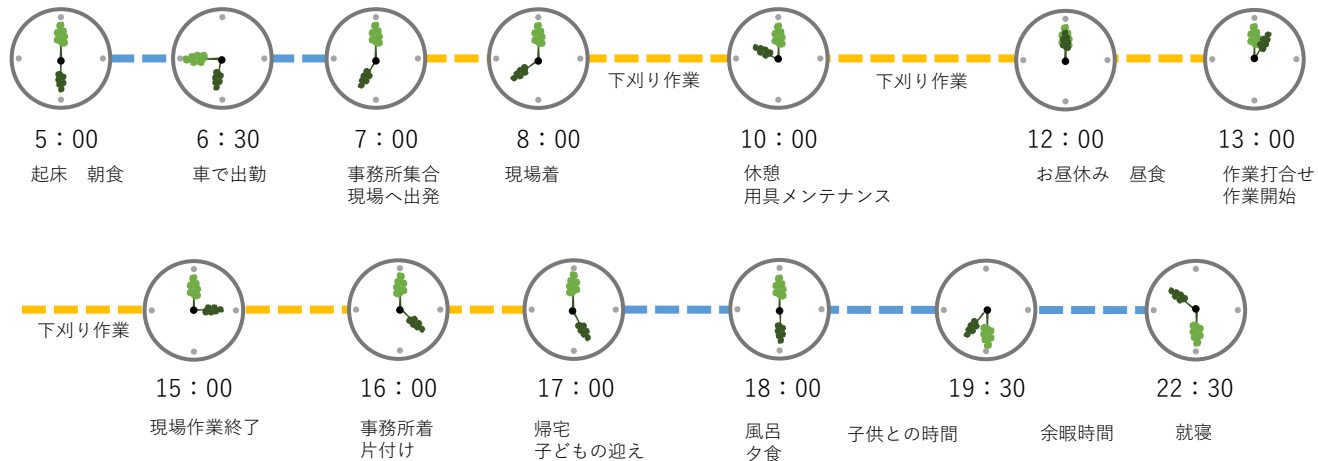 5：00
起床　朝食
6：30
車で出勤
7：00
事務所集合
現場へ出発
8：00
現場着
下刈り作業
10：00
休憩
用具メンテナンス
下刈り作業
12：00
お昼休み　昼食
13：00
作業打合せ
作業開始
下刈り作業
15：00
現場作業終了
16：00
事務所着
片付け
17：00
帰宅
子どもの迎え
18：00
風呂
夕食
子供との時間
19：30
余暇時間
22：30
就寝